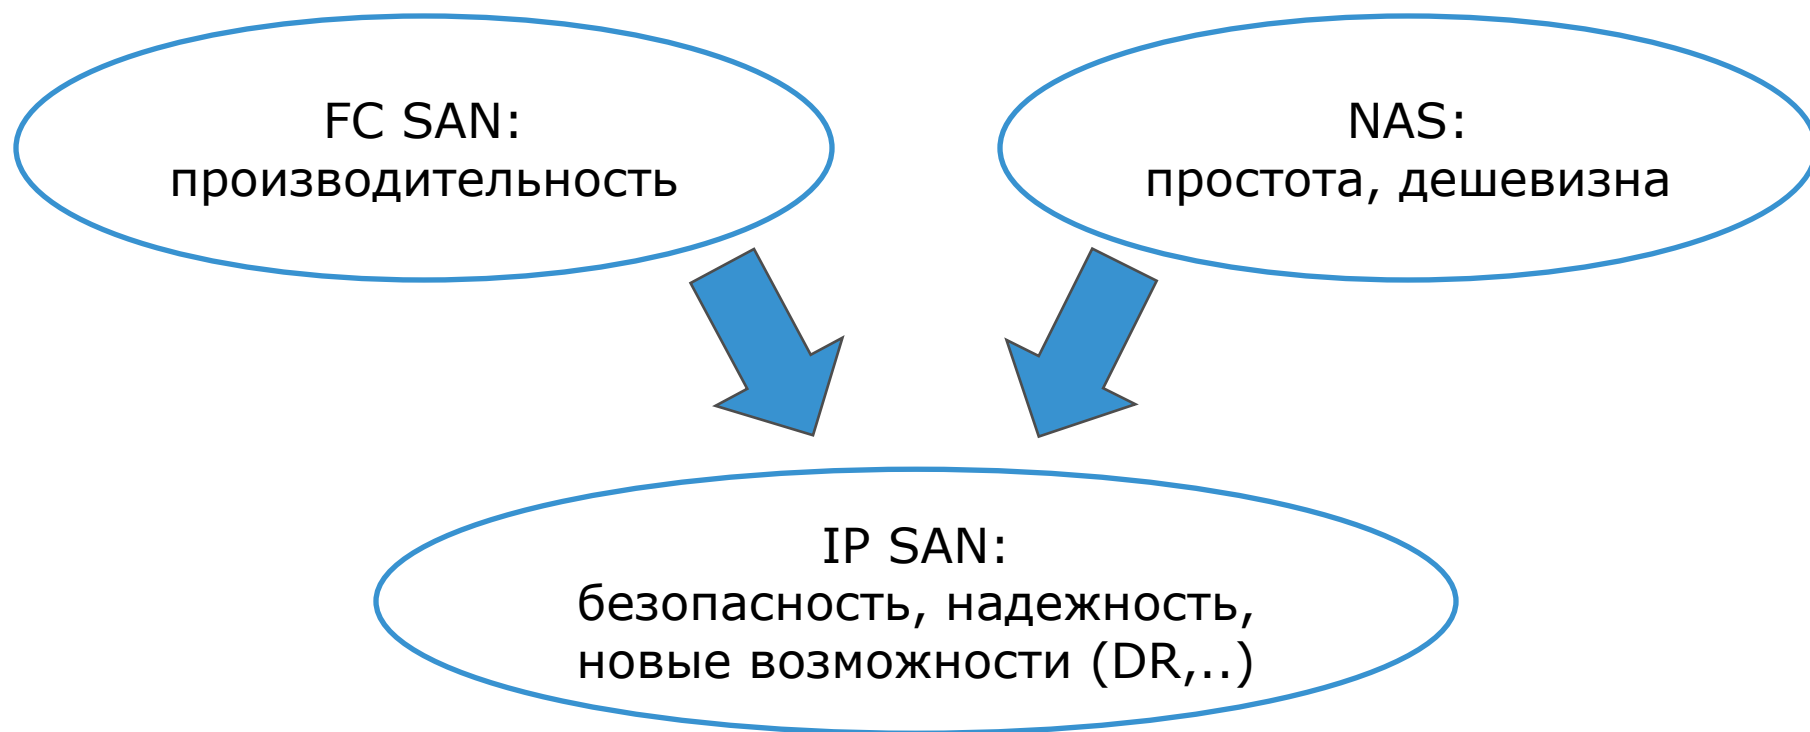 FC SAN:
производительность
NAS:
простота, дешевизна
IP SAN:
безопасность, надежность,
новые возможности (DR,..)